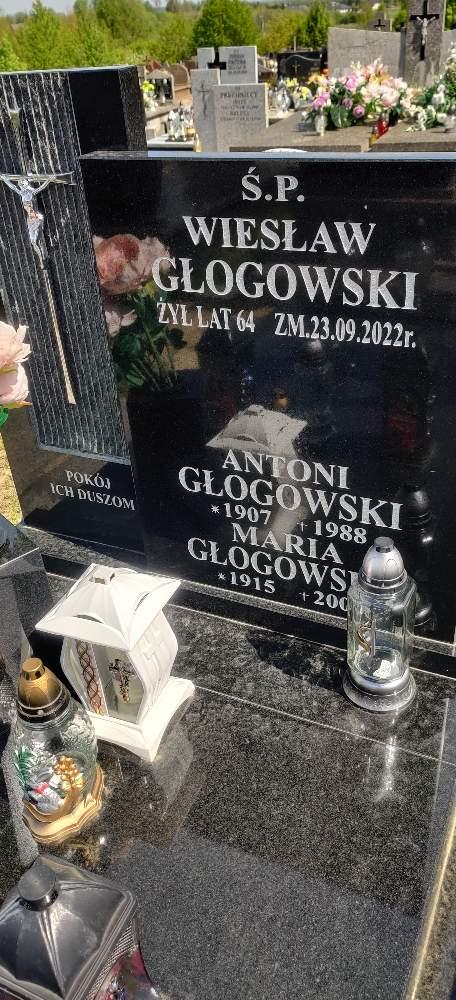 Ś.P.
WIESŁAW
GŁOGOWSKI
ŻYŁ LAT 64 ZM.23.09.2022r.
ANTONI
GŁOGOWSKI
*1907 +1988
MARIA
*1915
POKÓJ
ICH DUSZOM